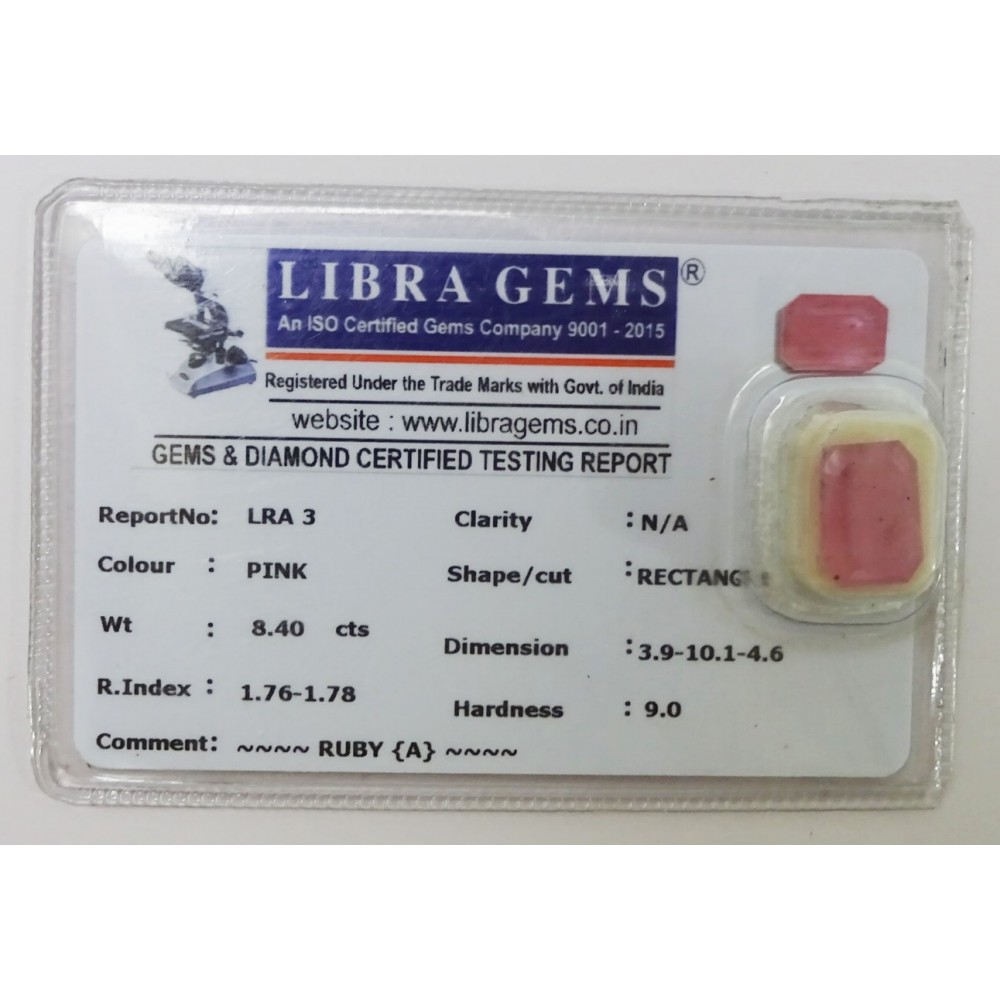 LIBRA GEMS ®
An ISO Certified Gems Company 9001 - 2015
Registered Under the Trade Marks with Govt. of India
website : www.libragems.co.in
GEMS & DIAMOND CERTIFIED TESTING REPORT
ReportNo: LRA 3
Clarity : N/A
Colour : PINK
Shape/cut :
Wt : 8.40 cts
Dimension : 3.9-10.1-4.6
R.Index : 1.76-1.78
Hardness : 9.0
Comment: ~~~~ RUBY {A} ~~~~